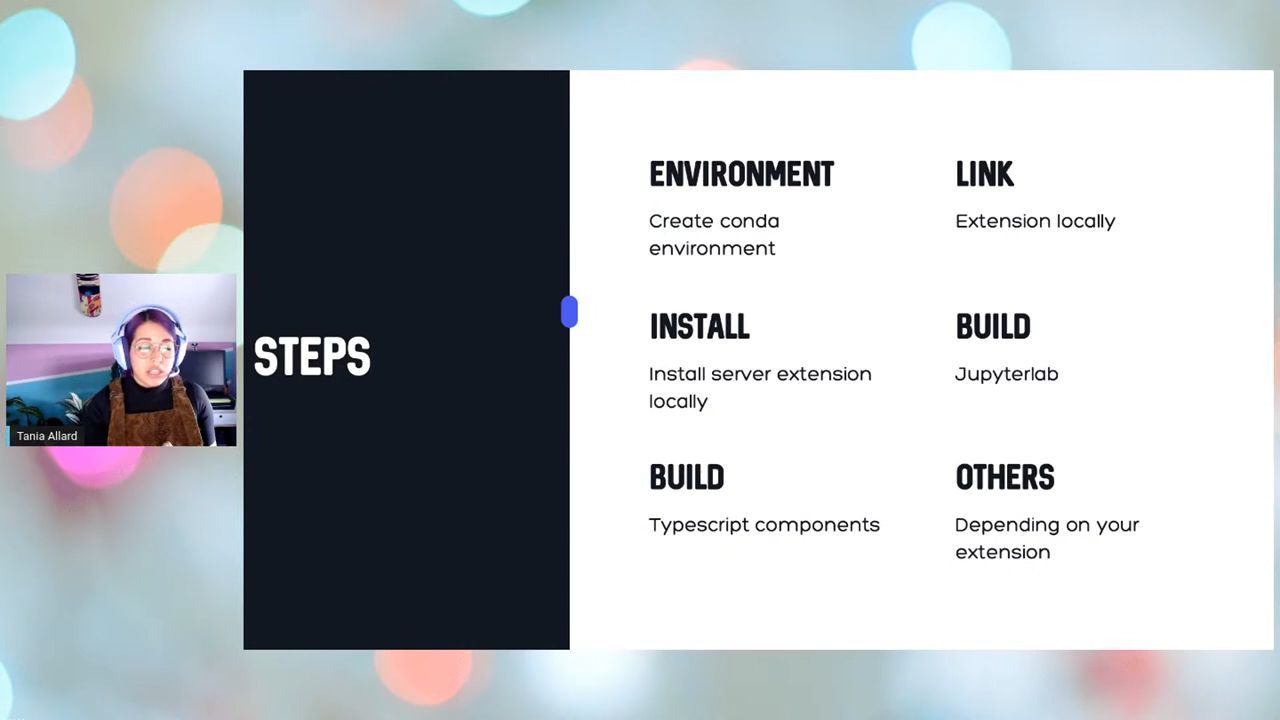 Tania Allard
STEPS
ENVIRONMENT
Create conda
environment
INSTALL
Install server extension
locally
BUILD
Typescript components
LINK
Extension locally
BUILD
Jupyterlab
OTHERS
Depending on your
extension